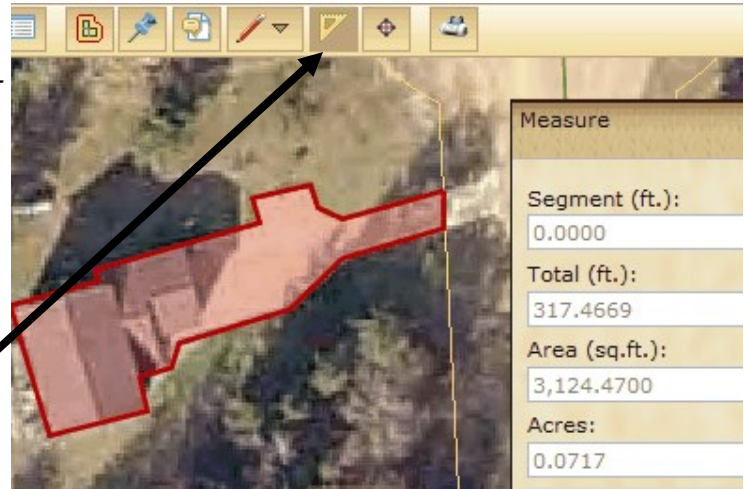 Measure
Segment (ft.):
0.0000
Total (ft.):
317.4669
Area (sq.ft.):
3,124.4700
Acres:
0.0717